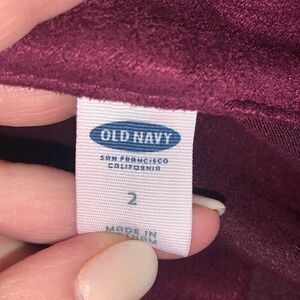 OLD NAVY
SAN FRANCISCO
CALIFORNIA
2
MADE IN